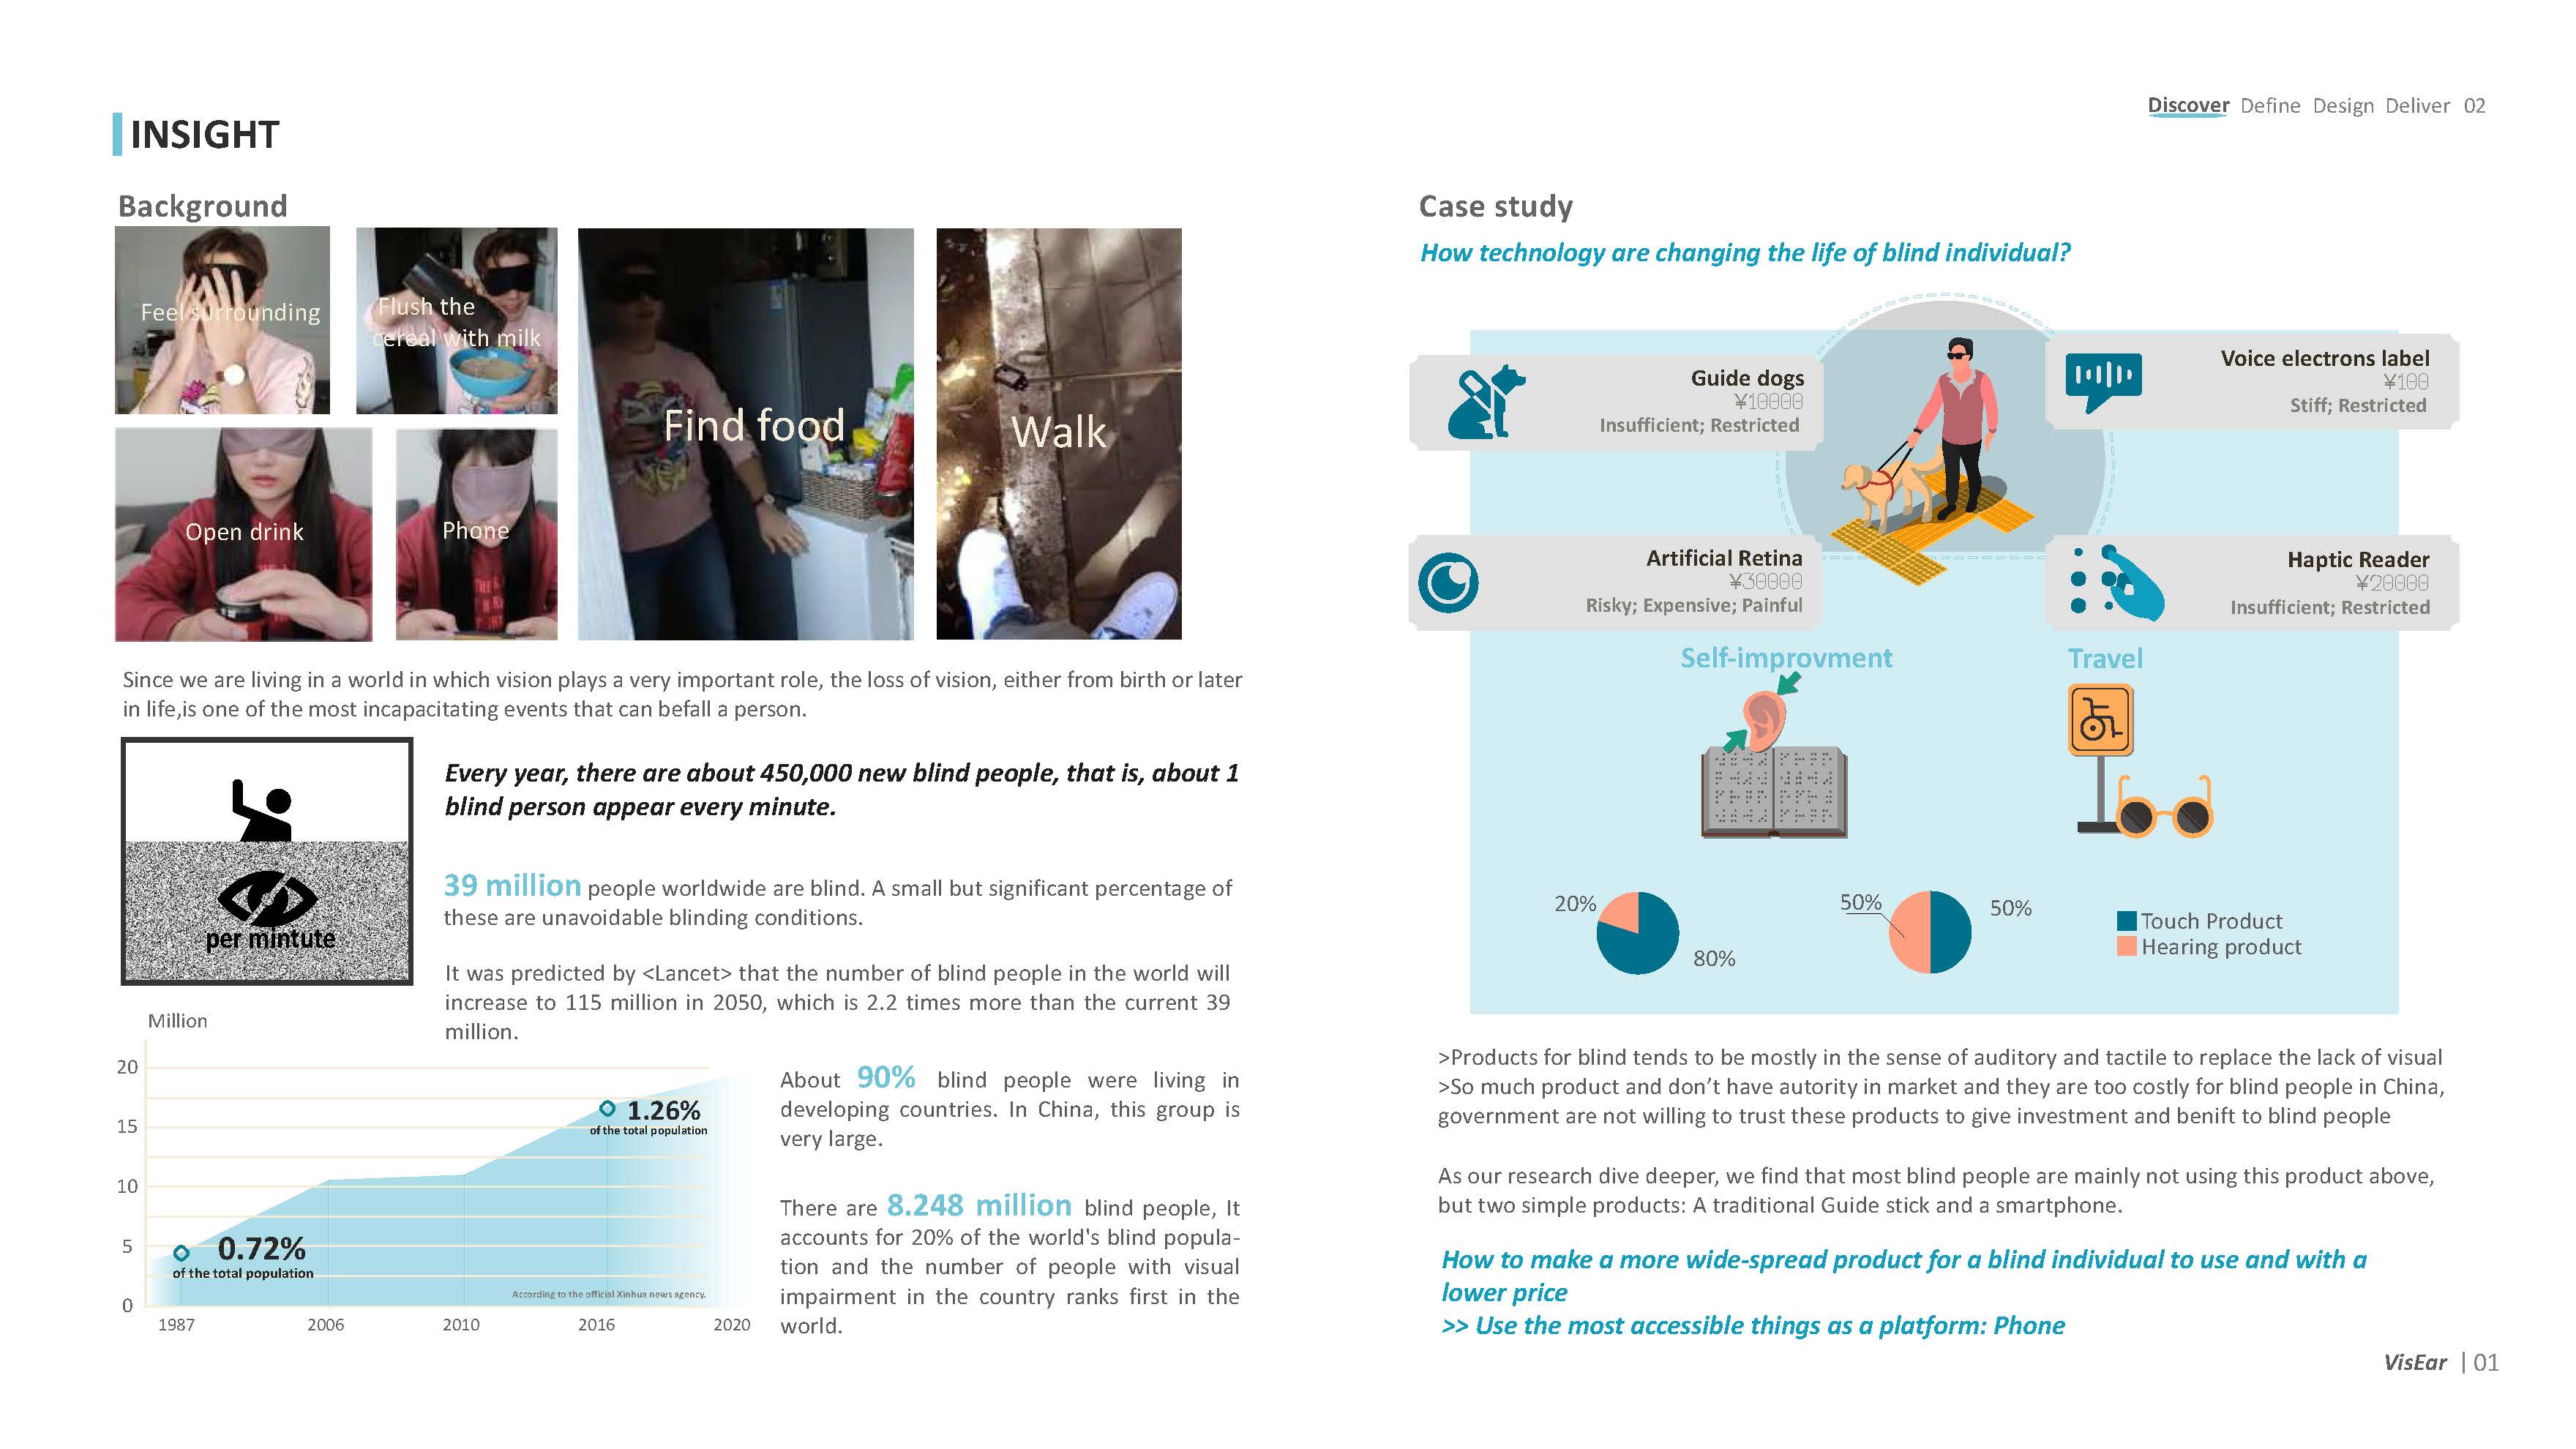 INSIGHT
Discover Define Design Deliver 02
Background
Feel surrounding
Flush the
cereal with milk
Find food
Walk
Open drink
Phone
Since we are living in a world in which vision plays a very important role, the loss of vision, either from birth or later
in life,is one of the most incapacitating events that can befall a person.
per mintute
Every year, there are about 450,000 new blind people, that is, about 1
blind person appear every minute.
39 million people worldwide are blind. A small but significant percentage of
these are unavoidable blinding conditions.
It was predicted by <Lancet> that the number of blind people in the world will
increase to 115 million in 2050, which is 2.2 times more than the current 39
million.
Million
20
15
10
5
0
1.26%
of the total population
0.72%
of the total population
According to the official Xinhua news agency.
1987 2006 2010 2016 2020
About 90% blind people were living in
developing countries. In China, this group is
very large.
There are 8.248 million blind people, It
accounts for 20% of the world's blind popula-
tion and the number of people with visual
impairment in the country ranks first in the
world.
Case study
How technology are changing the life of blind individual?
Guide dogs
¥10000
Insufficient; Restricted
Voice electrons label
¥100
Stiff; Restricted
Artificial Retina
¥30000
Risky; Expensive; Painful
Haptic Reader
¥20000
Insufficient; Restricted
Self-improvment
Travel
20%
80%
50%
50%
Touch Product
Hearing product
>Products for blind tends to be mostly in the sense of auditory and tactile to replace the lack of visual
>So much product and don’t have autority in market and they are too costly for blind people in China,
government are not willing to trust these products to give investment and benift to blind people
As our research dive deeper, we find that most blind people are mainly not using this product above,
but two simple products: A traditional Guide stick and a smartphone.
How to make a more wide-spread product for a blind individual to use and with a
lower price
>> Use the most accessible things as a platform: Phone
VisEar | 01